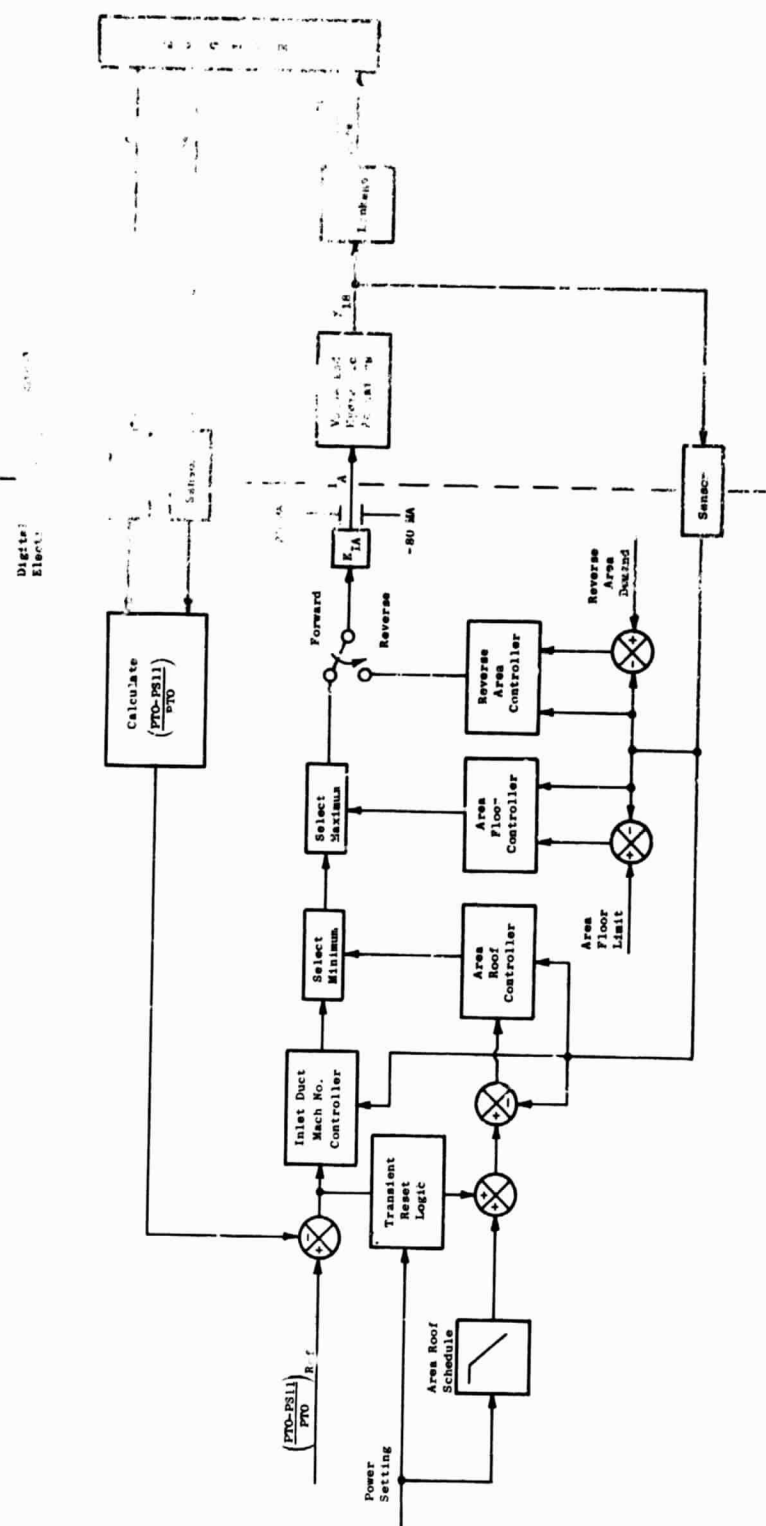 Digital
Calculate
(PTO-PS11)
PTO
(PTO-PS11)
PTO
Ref
Power
Setting
Inlet Duct
Mach No.
Controller
Transient
Reset
Logic
Area Roof
Schedule
Select
Minimum
Area
Roof
Controller
Select
Maximum
Area
Floor
Controller
Area
Floor
Limit
Forward
Reverse
Reverse
Area
Controller
Reverse
Area
Demand
K
IA
-80 MA
A
18
+
-
+
+
+
-
+
-
+
-